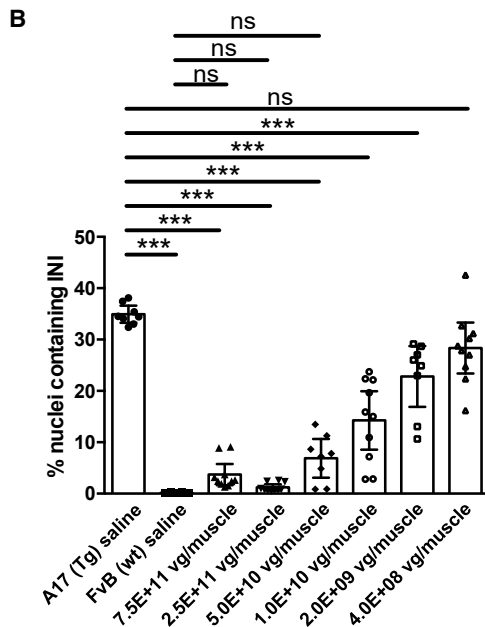 B
ns
ns
ns
ns
***
***
***
***
***
***
50
40
30
20
10
0
% nuclei containing INI
A17 (Tg) saline
FvB (wt) saline
7.5E+11 vg/muscle
2.5E+11 vg/muscle
5.0E+10 vg/muscle
1.0E+10 vg/muscle
2.0E+09 vg/muscle
4.0E+08 vg/muscle